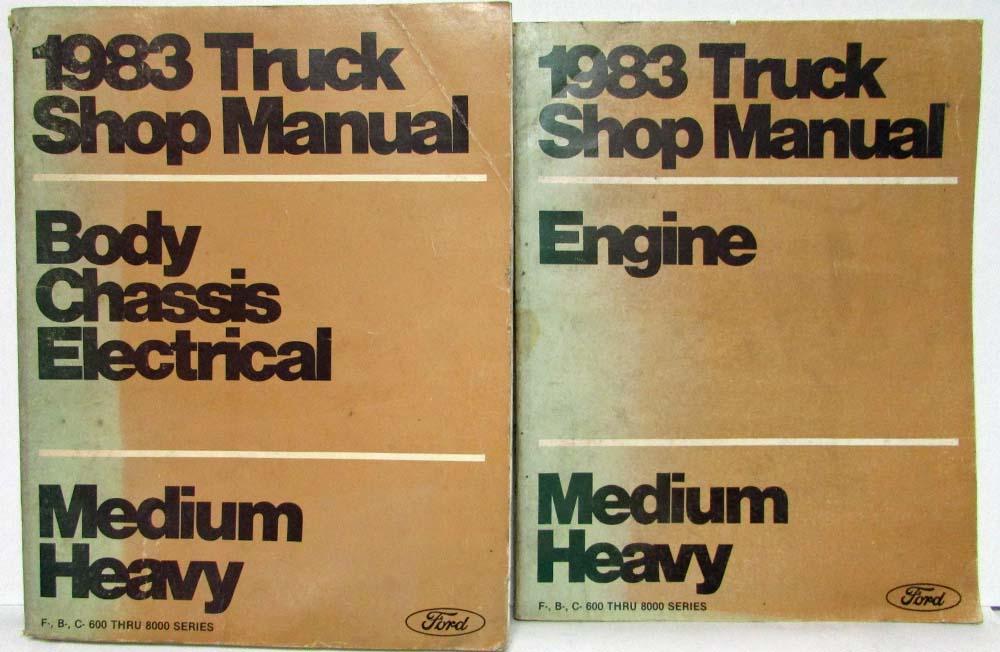 1983 Truck
Shop Manual
Body
Chassis
Electrical
Medium
Heavy
F-, B-, C- 600 THRU 8000 SERIES
Ford
1983 Truck
Shop Manual
Engine
Medium
Heavy
F-, B-, C- 600 THRU 8000 SERIES
Ford